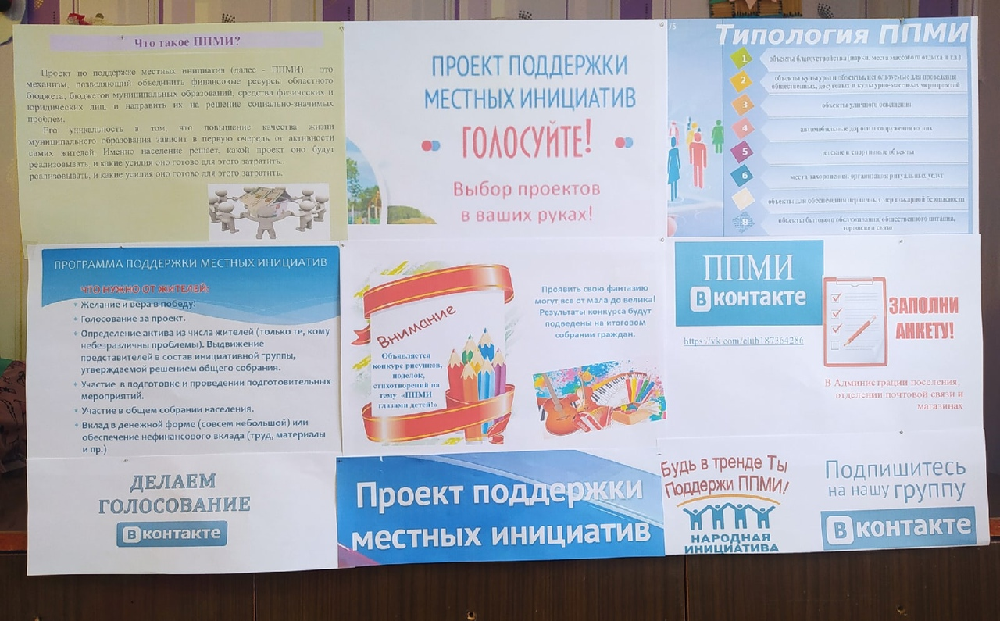 Что такое ППМИ?
Проект по поддержке местных инициатив (далее - ППМИ) это
механизм, позволяющий объединить финансовые ресурсы областного
бюджета, бюджетов муниципальных образований, средства физических и
юридических лиц, и направить их на решение социально-значимых
проблем.
Его уникальность в том, что повышение качества жизни
муниципального образования зависит в первую очередь от активности
самих жителей. Именно население решает, какой проект оно будут
реализовывать, и какие усилия оно готово для этого затратить.
реализовывать, и какие усилия оно готово для этого затратить.
ПРОЕКТ ПОДДЕРЖКИ
МЕСТНЫХ ИНИЦИАТИВ
ГОЛОСУЙТЕ!
Выбор проектов
в ваших руках!
/5
Типология ППМИ
1 объекты благоустройства (парки, места массового отдыха и т.д.)
2 объекты культуры и объекты, используемые для проведения
общественных, досуговых и культурно-массовых мероприятий
3 объекты уличного освещения
4 автомобильные дороги и сооружения на них
5 детские и спортивные объекты
6 места захоронения, организация ритуальных услуг
объекты для обеспечения первичных мер пожарной безопасности
8 объекты бытового обслуживания, общественного питания,
торговли и связи
ПРОГРАММА ПОДДЕРЖКИ МЕСТНЫХ ИНИЦИАТИВ
ЧТО НУЖНО ОТ ЖИТЕЛЕЙ:
Желание и вера в победу!
Голосование за проект.
Определение актива из числа жителей (только те, кому
небезразличны проблемы). Выдвижение
представителей в состав инициативной группы,
утверждаемой решением общего собрания.
Участие в подготовке и проведении подготовительных
мероприятий.
Участие в общем собрании населения.
Вклад в денежной форме (совсем небольшой) или
обеспечение нефинансового вклада (труд, материалы
и пр.)
Внимание
Объявляется
конкурс рисунков,
поделок,
стихотворений на
тему «ППМИ
глазами детей!»
Проявить свою фантазию
могут все от мала до велика!
Результаты конкурса будут
подведены на итоговом
собрании граждан.
ППМИ
В контакте
https://vk.com/club187364286
ЗАПОЛНИ
АНКЕТУ!
В Администрации поселения,
отделении почтовой связи и
магазинах
ДЕЛАЕМ
ГОЛОСОВАНИЕ
В контакте
Проект поддержки
местных инициатив
Будь в тренде Ты
Поддержи ППМИ!
НАРОДНАЯ
ИНИЦИАТИВА
Подпишитесь
на нашу группу
В контакте